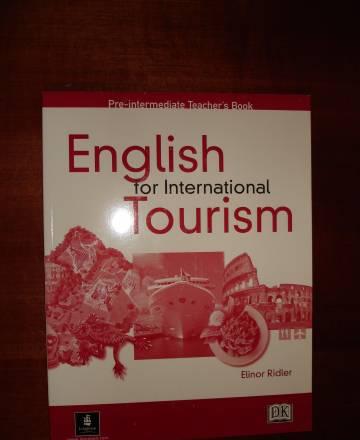 Pre-intermediate Teacher's Book
English
for International
Tourism
Elinor Ridler
DK